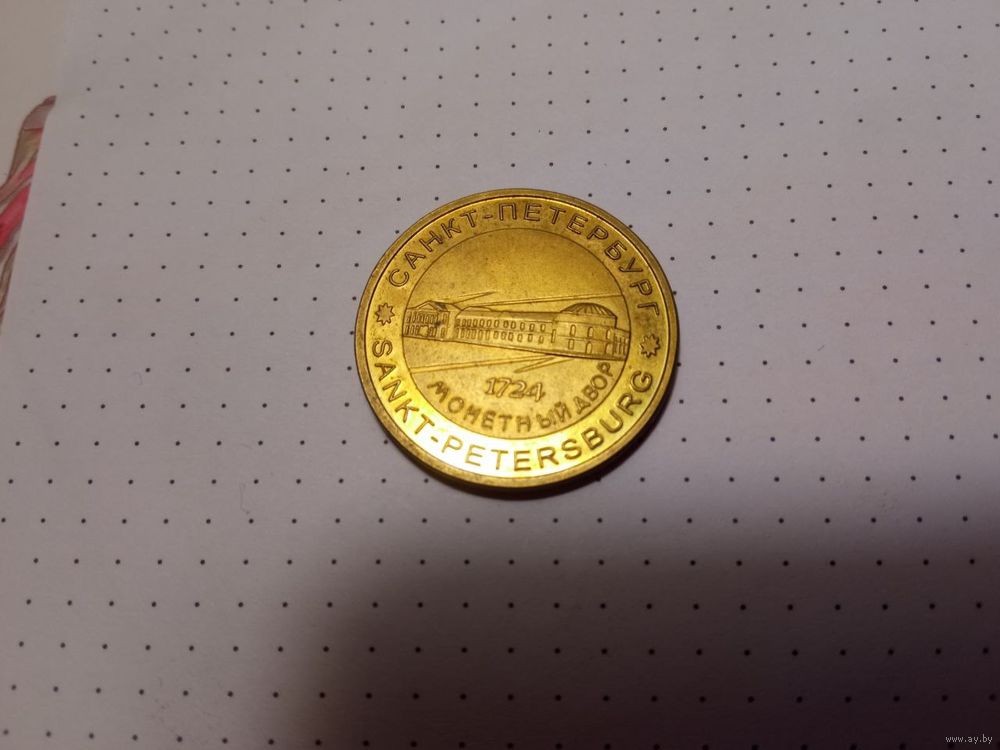 САНКТ-ПЕТЕРБУРГ
1724
МОНЕТНЫЙ ДВОР
SANKT-PETERSBURG
www.ay.by